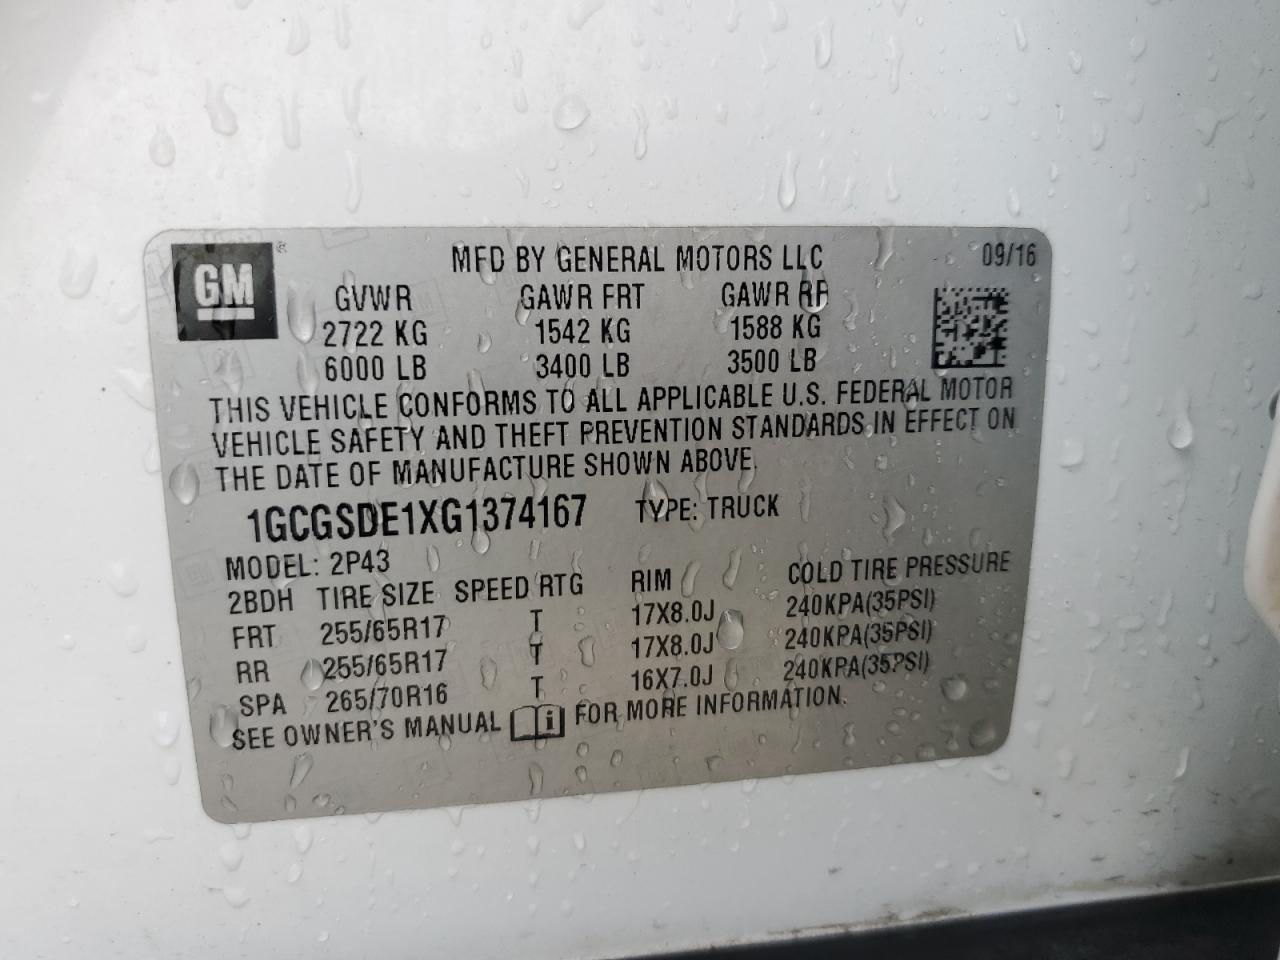 GM®
MFD BY GENERAL MOTORS LLC 09/16
GVWR GAWR FRT GAWR RR
2722 KG 1542 KG 1588 KG
6000 LB 3400 LB 3500 LB
THIS VEHICLE CONFORMS TO ALL APPLICABLE U.S. FEDERAL MOTOR
VEHICLE SAFETY AND THEFT PREVENTION STANDARDS IN EFFECT ON
THE DATE OF MANUFACTURE SHOWN ABOVE.
1GCGSDE1XG1374167 TYPE: TRUCK
MODEL: 2P43
2BDH TIRE SIZE SPEED RTG RIM COLD TIRE PRESSURE
FRT 255/65R17 T 17X8.0J 240KPA(35PSI)
RR 255/65R17 T 17X8.0J 240KPA(35PSI)
SPA 265/70R16 T 16X7.0J 240KPA(35PSI)
SEE OWNER'S MANUAL i FOR MORE INFORMATION.